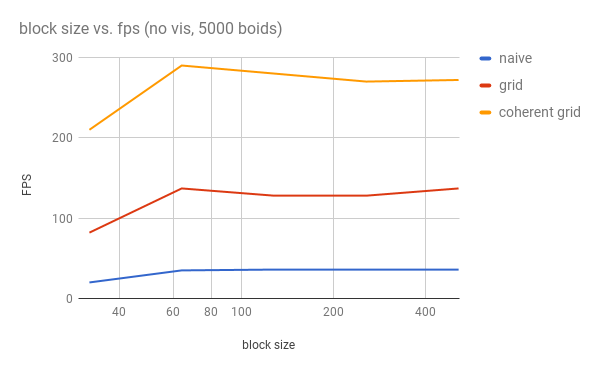 block size vs. fps (no vis, 5000 boids)
naive
grid
coherent grid
FPS
300
200
100
0
40 60 80 100 200 400
block size